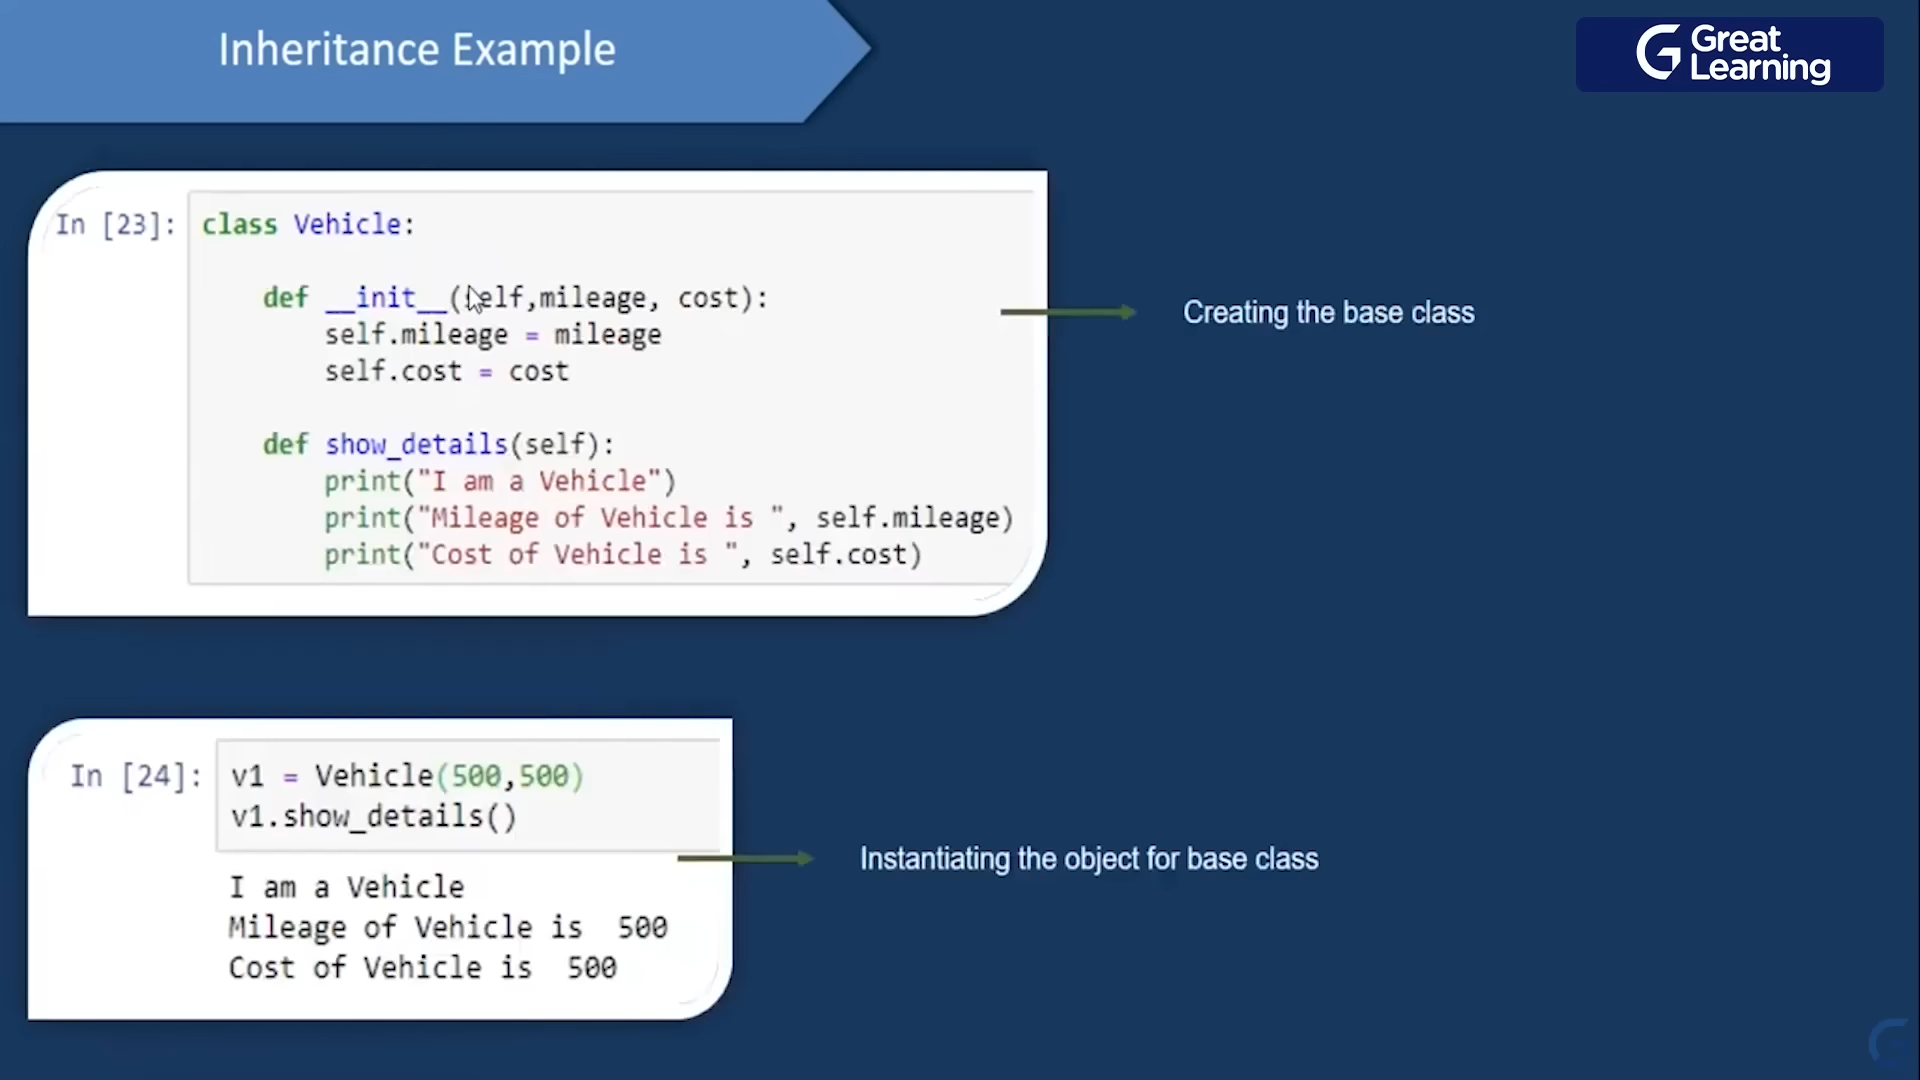 Inheritance Example
Great
Learning
In [23]: class Vehicle:
def __init__(self,mileage, cost):
self.mileage = mileage
self.cost = cost
Creating the base class
def show_details(self):
print("I am a Vehicle")
print("Mileage of Vehicle is ", self.mileage)
print("Cost of Vehicle is ", self.cost)
In [24]: v1 = Vehicle(500,500)
v1.show_details()
Instantiating the object for base class
I am a Vehicle
Mileage of Vehicle is  500
Cost of Vehicle is  500